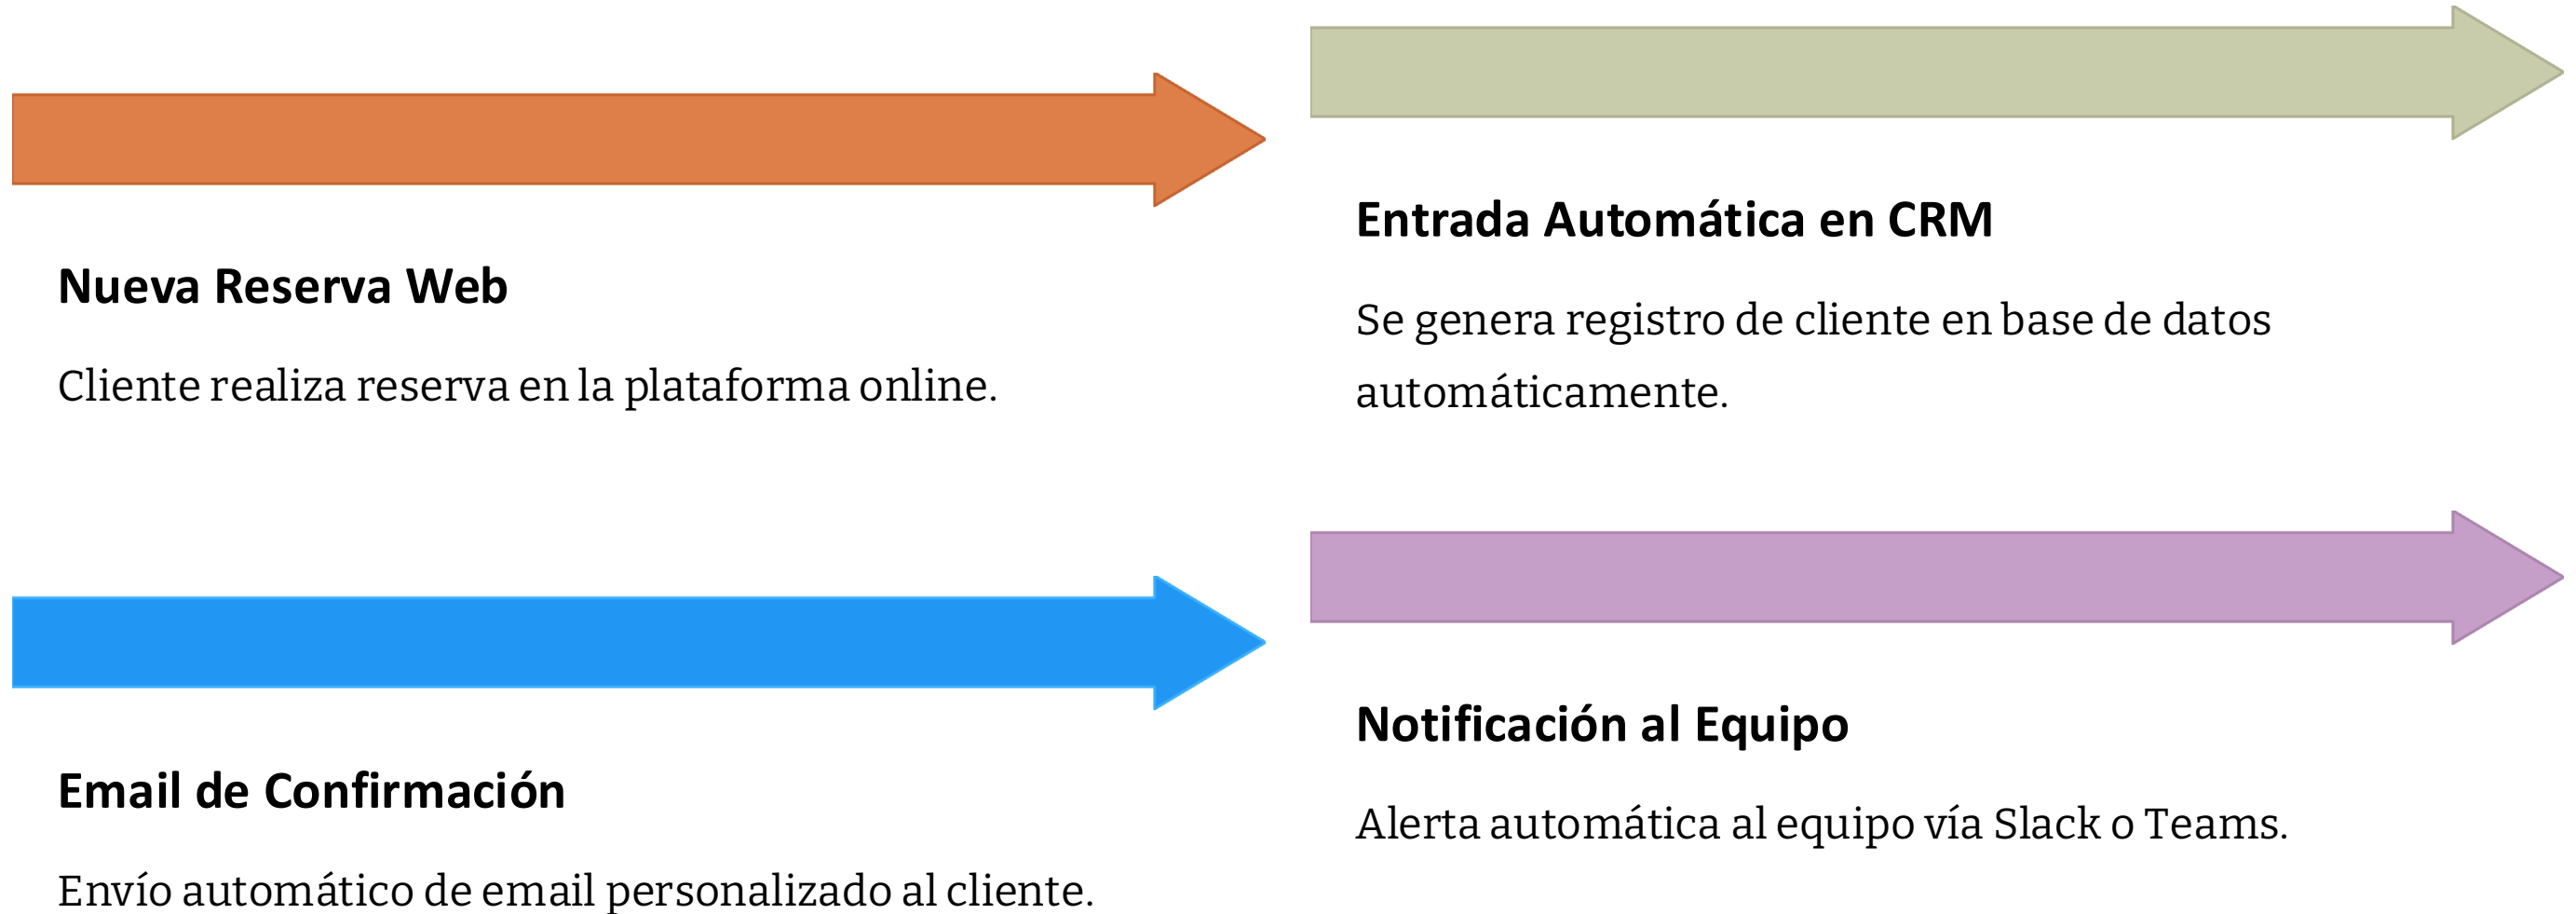 Nueva Reserva Web
Cliente realiza reserva en la plataforma online.
Entrada Automática en CRM
Se genera registro de cliente en base de datos
automáticamente.
Email de Confirmación
Envío automático de email personalizado al cliente.
Notificación al Equipo
Alerta automática al equipo vía Slack o Teams.